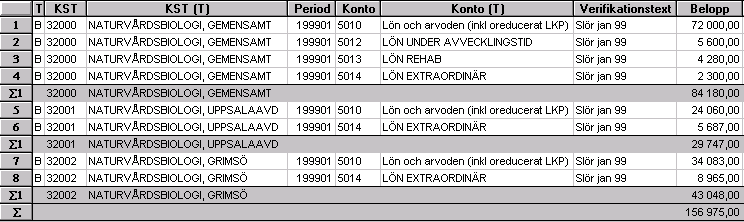 T KST KST (T) Period Konto Konto (T) Verifikationstext Belopp
1 B 32000 NATURVÅRDSBIOLOGI, GEMENSAMT 199901 5010 Lön och arvoden (inkl oreducerat LKP) Slör jan 99 72 000,00
2 B 32000 NATURVÅRDSBIOLOGI, GEMENSAMT 199901 5012 LÖN UNDER AVVECKLINGSTID Slör jan 99 5 600,00
3 B 32000 NATURVÅRDSBIOLOGI, GEMENSAMT 199901 5013 LÖN REHAB Slör jan 99 4 280,00
4 B 32000 NATURVÅRDSBIOLOGI, GEMENSAMT 199901 5014 LÖN EXTRAORDINÄR Slör jan 99 2 300,00
Σ1 32000 NATURVÅRDSBIOLOGI, GEMENSAMT 84 180,00
5 B 32001 NATURVÅRDSBIOLOGI, UPPSALAAVD 199901 5010 Lön och arvoden (inkl oreducerat LKP) Slör jan 99 24 060,00
6 B 32001 NATURVÅRDSBIOLOGI, UPPSALAAVD 199901 5014 LÖN EXTRAORDINÄR Slör jan 99 5 687,00
Σ1 32001 NATURVÅRDSBIOLOGI, UPPSALAAVD 29 747,00
7 B 32002 NATURVÅRDSBIOLOGI, GRIMSÖ 199901 5010 Lön och arvoden (inkl oreducerat LKP) Slör jan 99 34 083,00
8 B 32002 NATURVÅRDSBIOLOGI, GRIMSÖ 199901 5014 LÖN EXTRAORDINÄR Slör jan 99 8 965,00
Σ1 32002 NATURVÅRDSBIOLOGI, GRIMSÖ 43 048,00
Σ 156 975,00